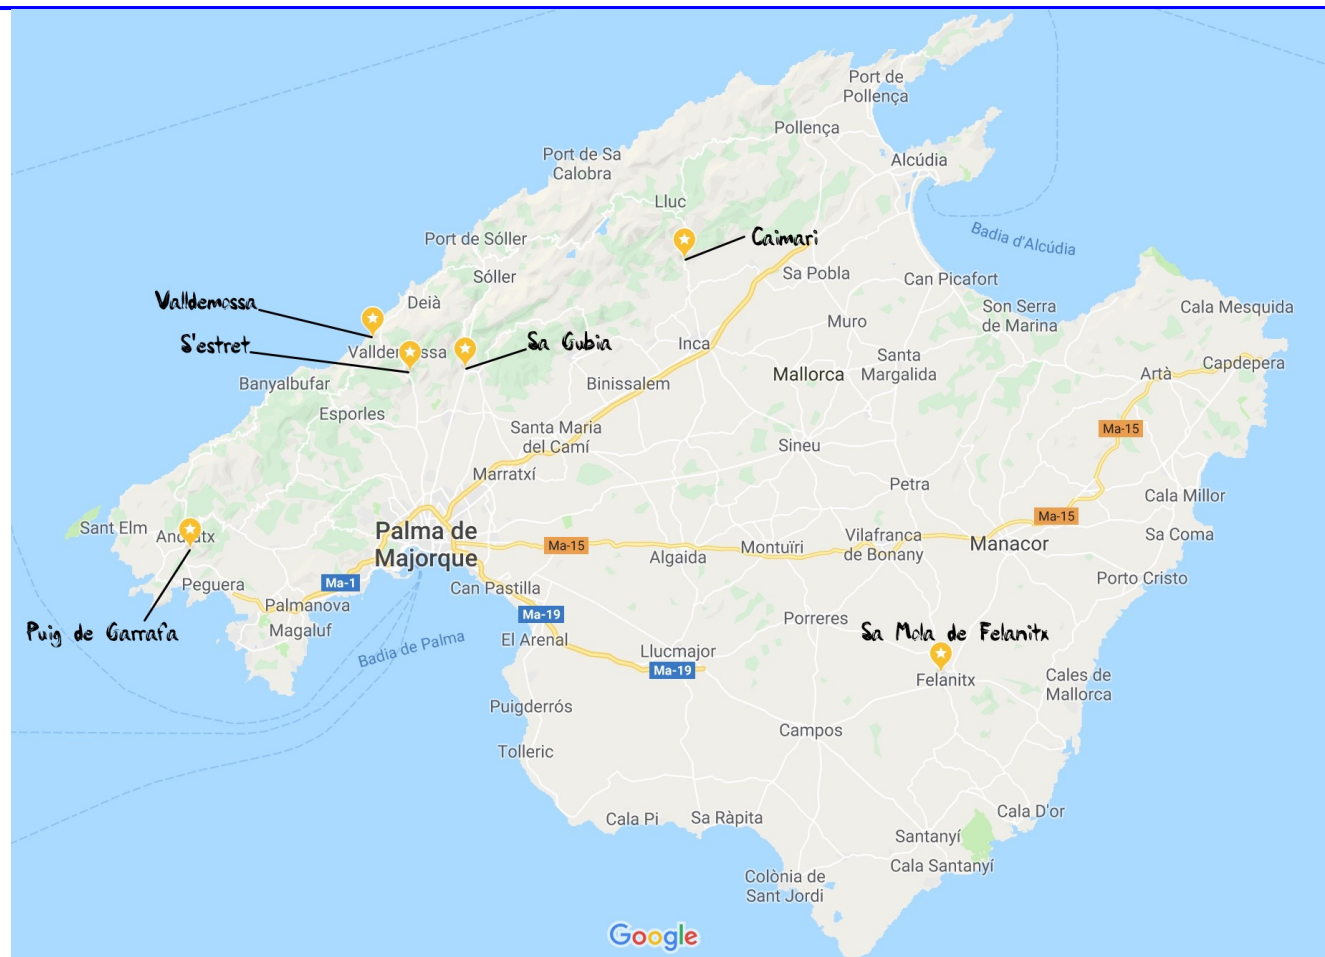 Port de
Pollença
Pollença
Alcúdia
Port de Sa
Calobra
Lluc
Badia d'Alcúdia
Caimari
Port de Sóller
Sa Pobla
Can Picafort
Sóller
Valldemossa
Deià
Son Serra
de Marina
Cala Mesquida
Muro
S'estret
Valldemossa
Sa Gubia
Inca
Santa
Margalida
Capdepera
Artà
Mallorca
Banyalbufar
Binissalem
Esporles
Santa Maria
del Camí
Ma-15
Sineu
Marratxí
Petra
Cala Millor
Sant Elm
Andratx
Palma de
Majorque
Ma-15
Ma-15
Sa Coma
Vilafranca
de Bonany
Manacor
Montuïri
Algaida
Peguera
Ma-1
Can Pastilla
Porto Cristo
Palmanova
Ma-19
Porreres
Puig de Garrafa
Magaluf
Badia de Palma
El Arenal
Sa Mola de Felanitx
Llucmajor
Ma-19
Felanitx
Cales de
Mallorca
Puigderrós
Campos
Tolleric
Cala Pi
Sa Ràpita
Cala D'or
Santanyí
Cala Santanyí
Colònia de
Sant Jordi
Google